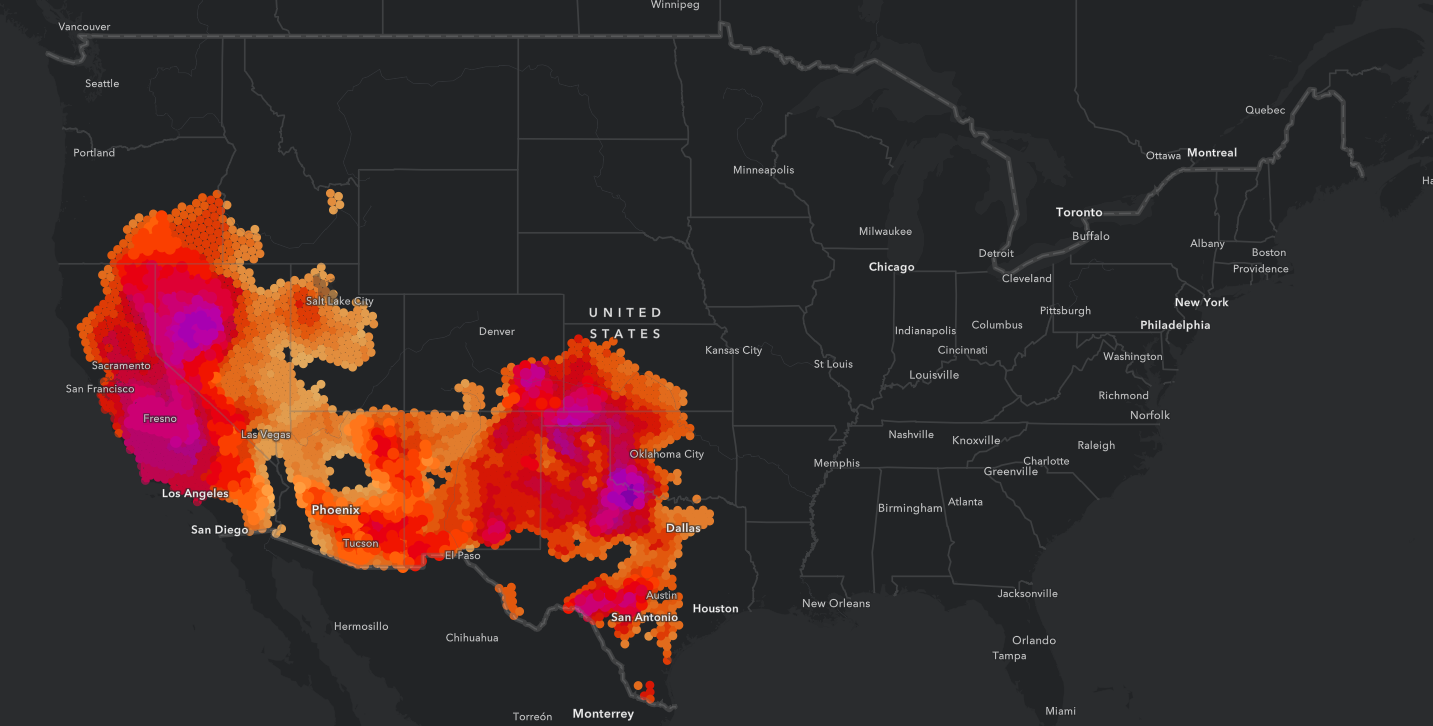 Winnipeg
Vancouver
Seattle
Quebec
Portland
Ottawa
Montreal
Minneapolis
Ha
Toronto
Milwaukee
Buffalo
Albany
Detroit
Boston
Chicago
Providence
Cleveland
Salt Lake City
New York
UNITED
STATES
Pittsburgh
Denver
Indianapolis
Columbus
Philadelphia
Kansas City
Cincinnati
Washington
Sacramento
St Louis
Louisville
San Francisco
Richmond
Fresno
Norfolk
Las Vegas
Nashville
Knoxville
Raleigh
Oklahoma City
Memphis
Charlotte
Greenville
Los Angeles
Phoenix
Birmingham
Atlanta
San Diego
Dallas
Tucson
El Paso
Austin
Jacksonville
Houston
New Orleans
San Antonio
Hermosillo
Chihuahua
Orlando
Tampa
Miami
Torreón
Monterrey